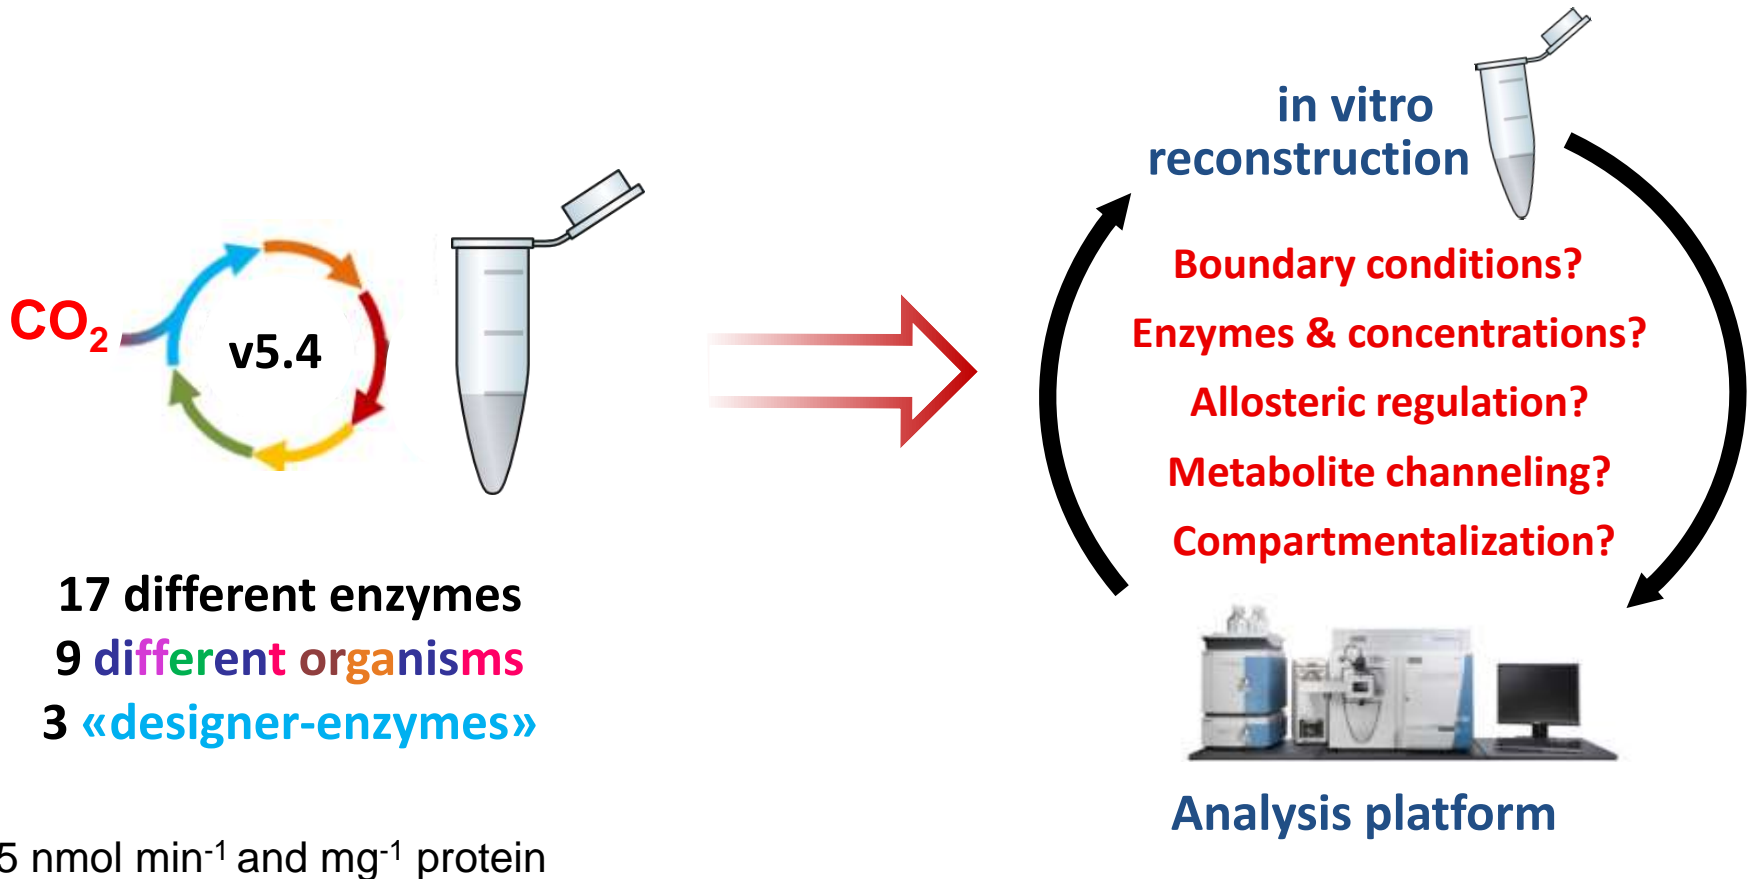 CO₂
v5.4
17 different enzymes
9 different organisms
3 «designer-enzymes»
5 nmol min⁻¹ and mg⁻¹ protein
in vitro
reconstruction
Boundary conditions?
Enzymes & concentrations?
Allosteric regulation?
Metabolite channeling?
Compartmentalization?
Analysis platform